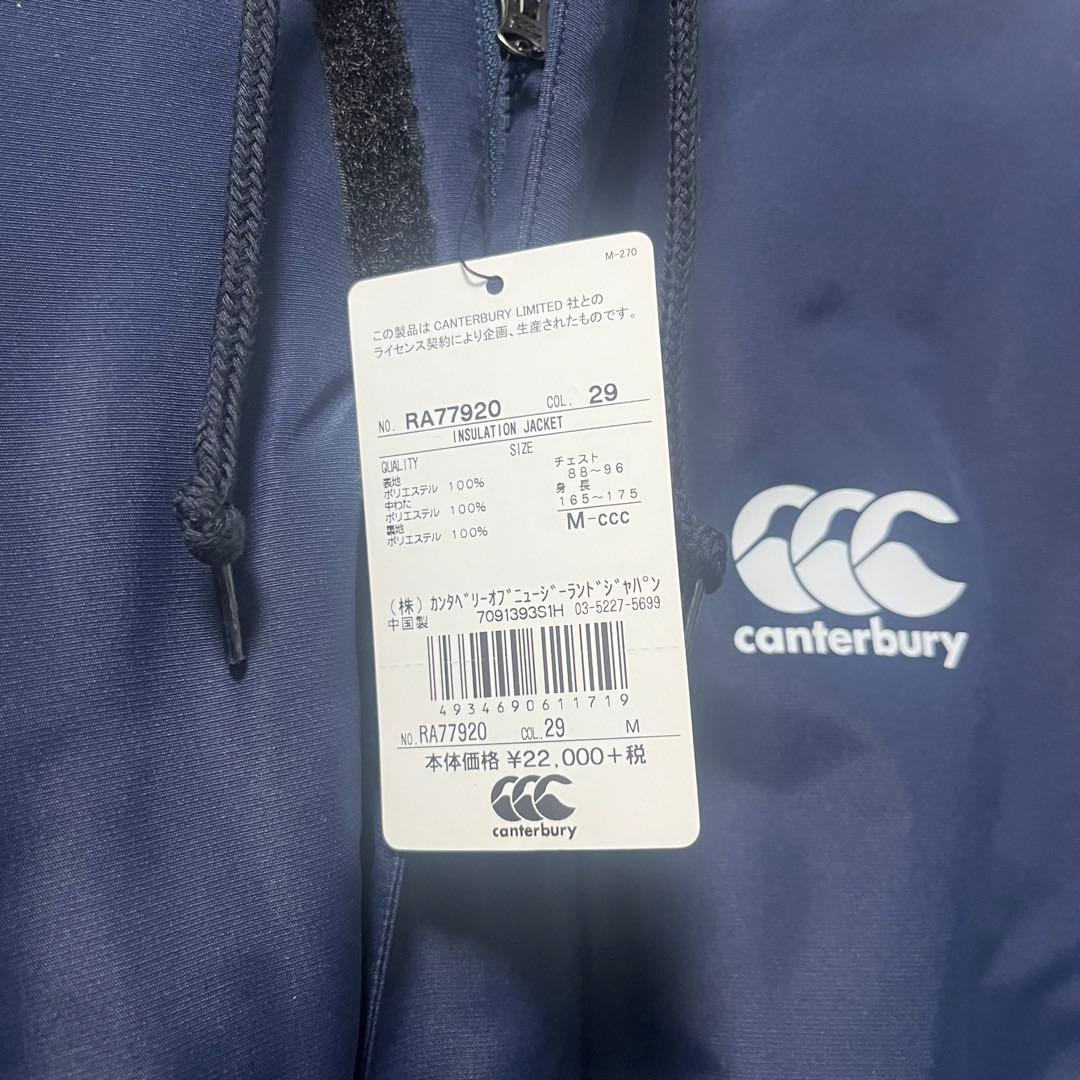 M-270
この製品は CANTERBURY LIMITED 社との
ライセンス契約により企画、生産されたものです。
NO. RA77920 COL. 29
INSULATION JACKET
QUALITY SIZE
表地
ポリエステル 100%
中わた
ポリエステル 100%
裏地
ポリエステル 100%
チェスト
88~96
身 長
165~175
M-ccc
(株) カンタベリーオブニュージーランドジャパン
中国製 7091393S1H 03-5227-5699
4934690611719
NO.RA77920 COL.29 M
本体価格 ¥22,000+税
canterbury
canterbury